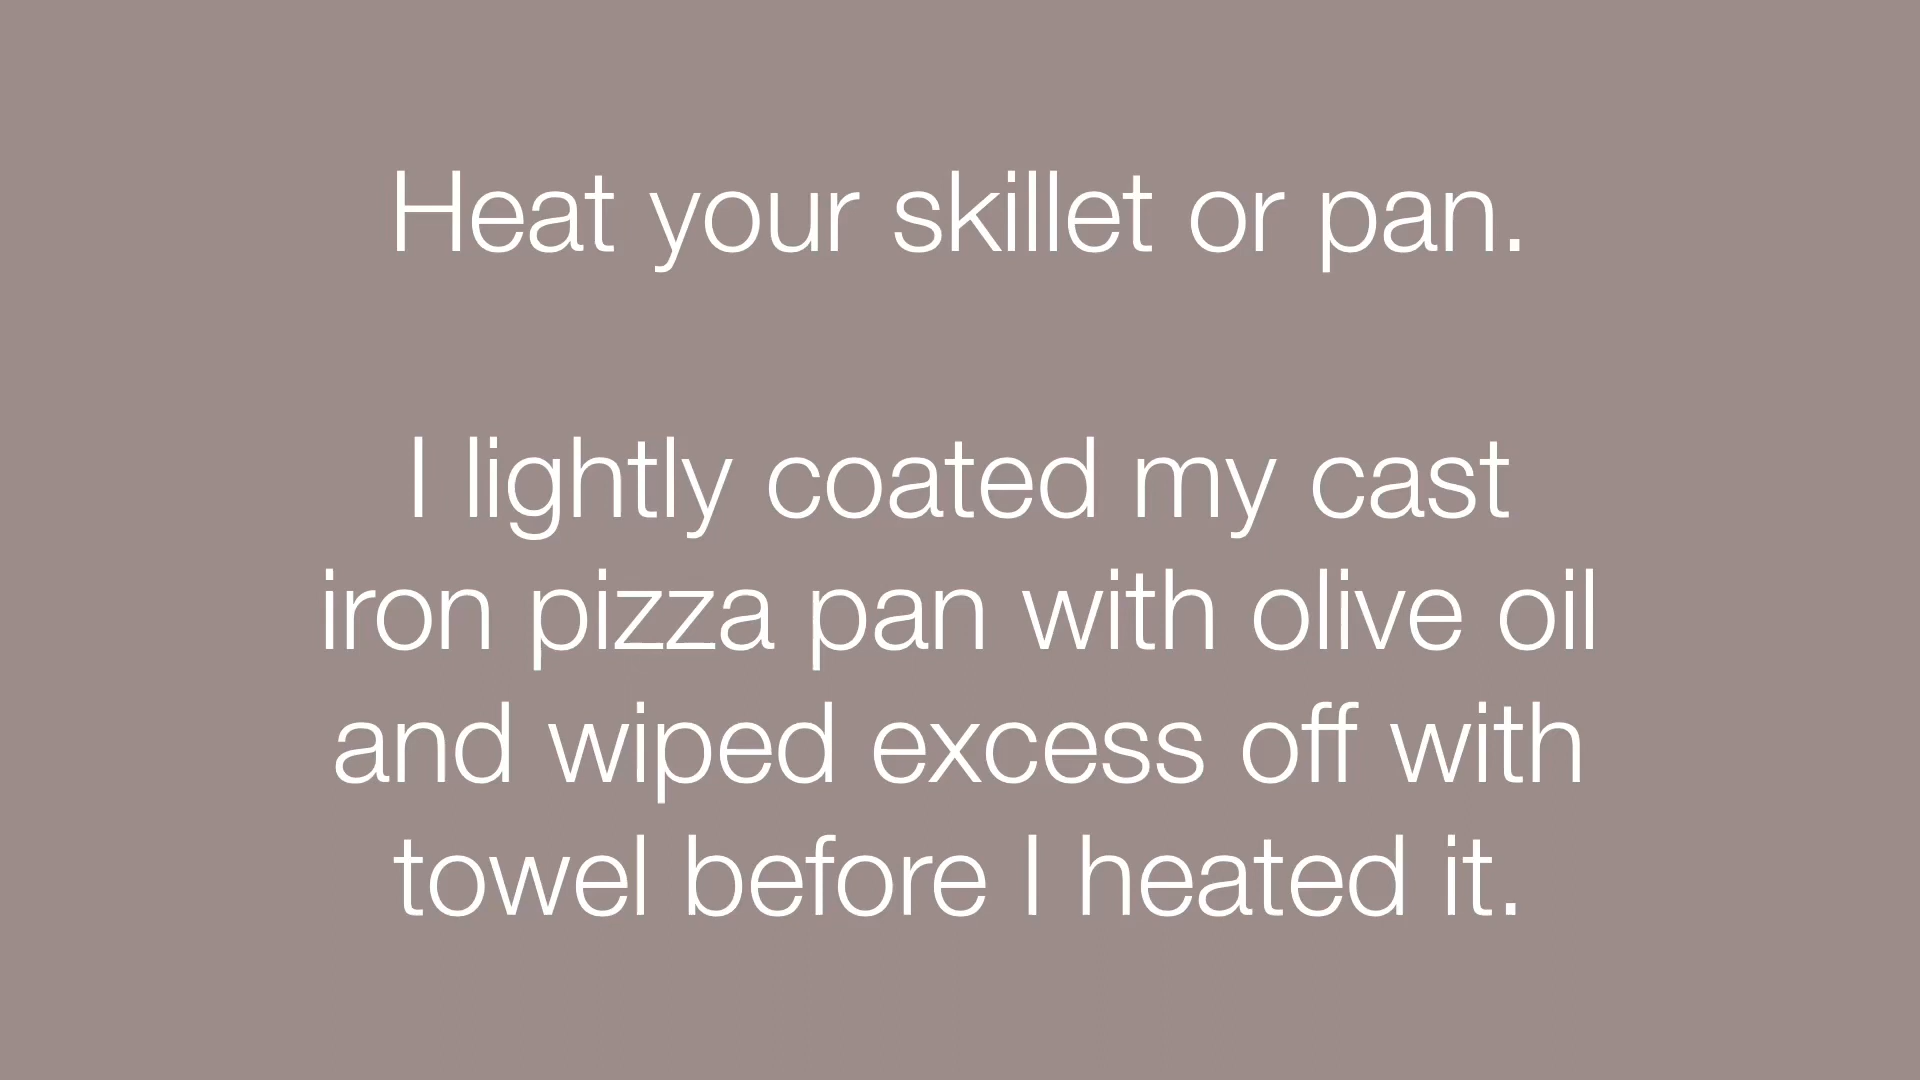 Heat your skillet or pan.
I lightly coated my cast
iron pizza pan with olive oil
and wiped excess off with
towel before I heated it.